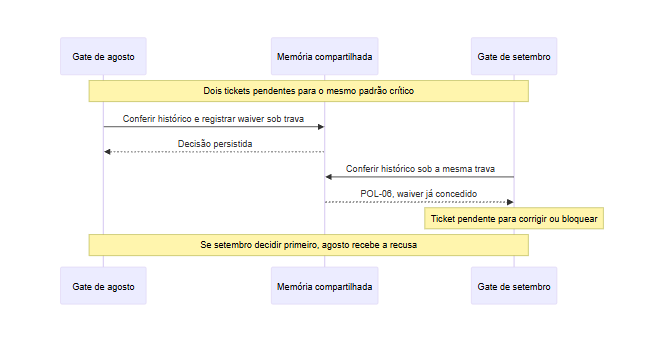 Gate de agosto
Memória compartilhada
Gate de setembro
Dois tickets pendentes para o mesmo padrão crítico
Conferir histórico e registrar waiver sob trava
Decisão persistida
Conferir histórico sob a mesma trava
POL-06, waiver já concedido
Ticket pendente para corrigir ou bloquear
Se setembro decidir primeiro, agosto recebe a recusa
Gate de agosto
Memória compartilhada
Gate de setembro